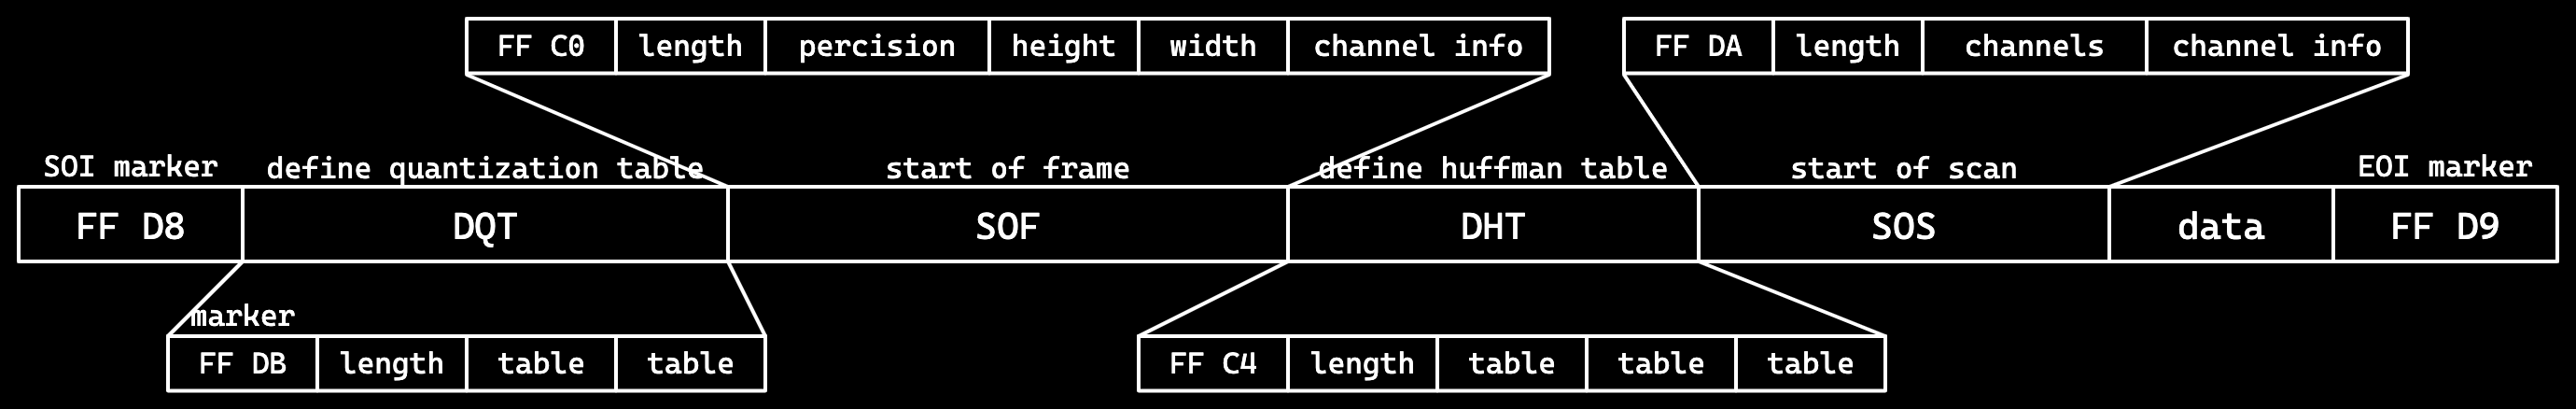 FF C0 length percision height width channel info
FF DA length channels channel info
SOI marker define quantization table start of frame define huffman table start of scan EOI marker
FF D8 DQT SOF DHT SOS data FF D9
marker
FF DB length table table
FF C4 length table table table